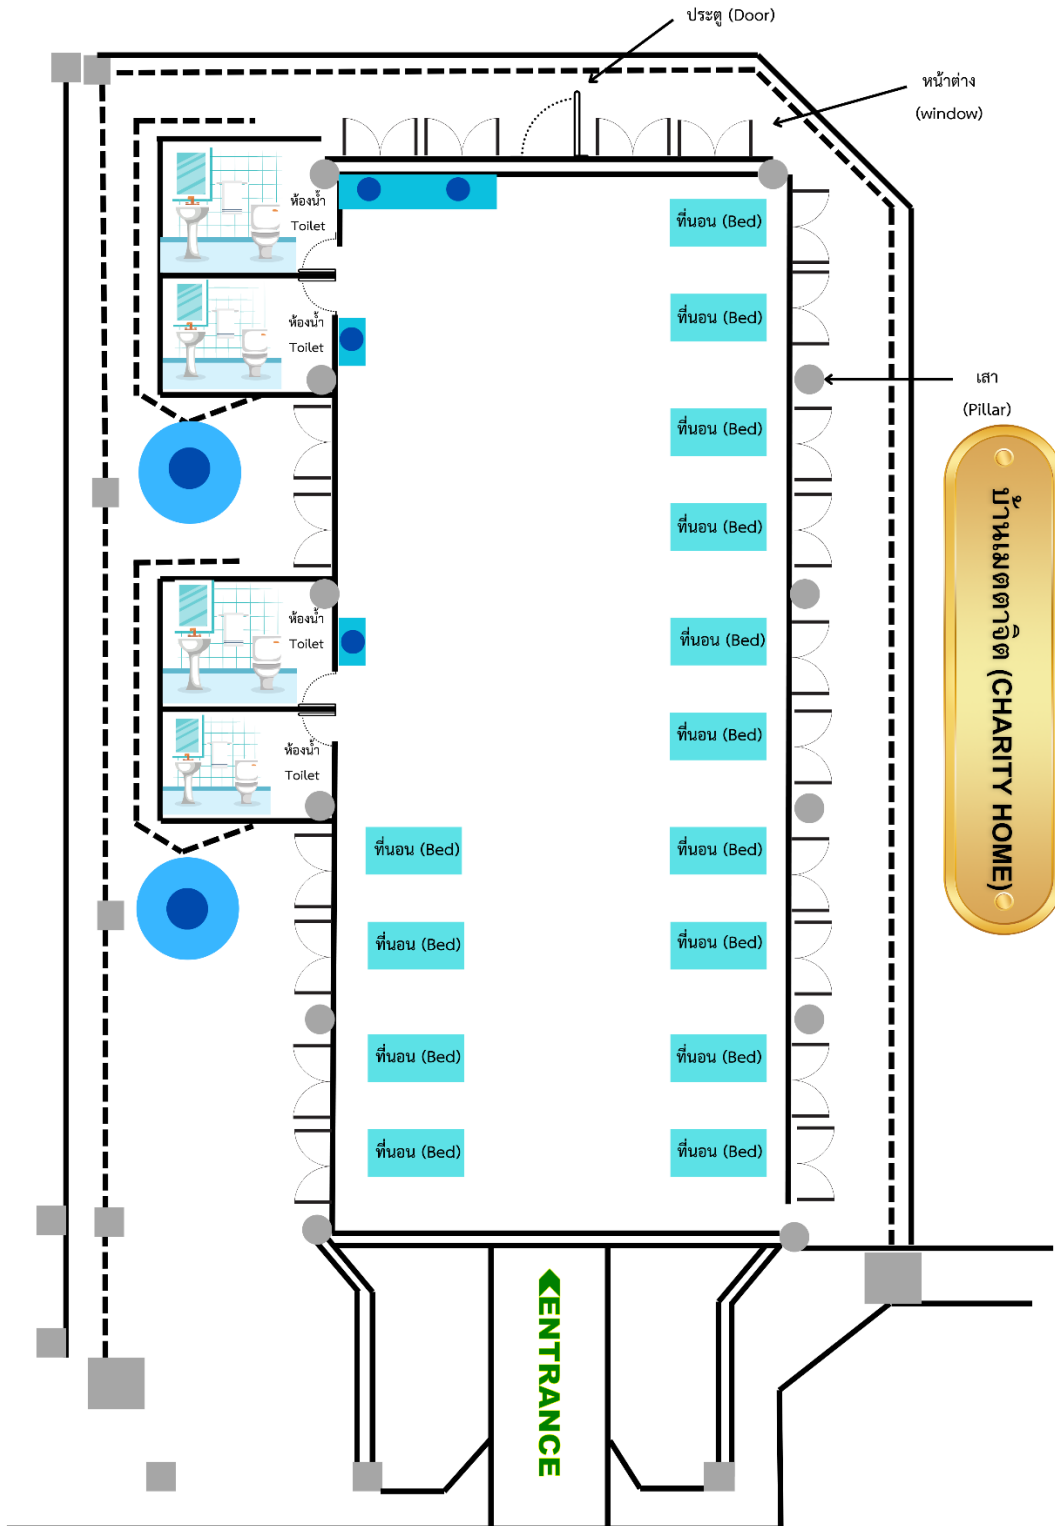 ประตู (Door)
หน้าต่าง
(window)
ห้องน้ำ
Toilet
ที่นอน (Bed)
ห้องน้ำ
Toilet
ที่นอน (Bed)
เสา
(Pillar)
ที่นอน (Bed)
ที่นอน (Bed)
ห้องน้ำ
Toilet
ที่นอน (Bed)
ที่นอน (Bed)
ห้องน้ำ
Toilet
บ้านเมตตาจิต (CHARITY HOME)
ที่นอน (Bed)
ที่นอน (Bed)
ที่นอน (Bed)
ที่นอน (Bed)
ที่นอน (Bed)
ที่นอน (Bed)
ที่นอน (Bed)
ที่นอน (Bed)
ENTRANCE